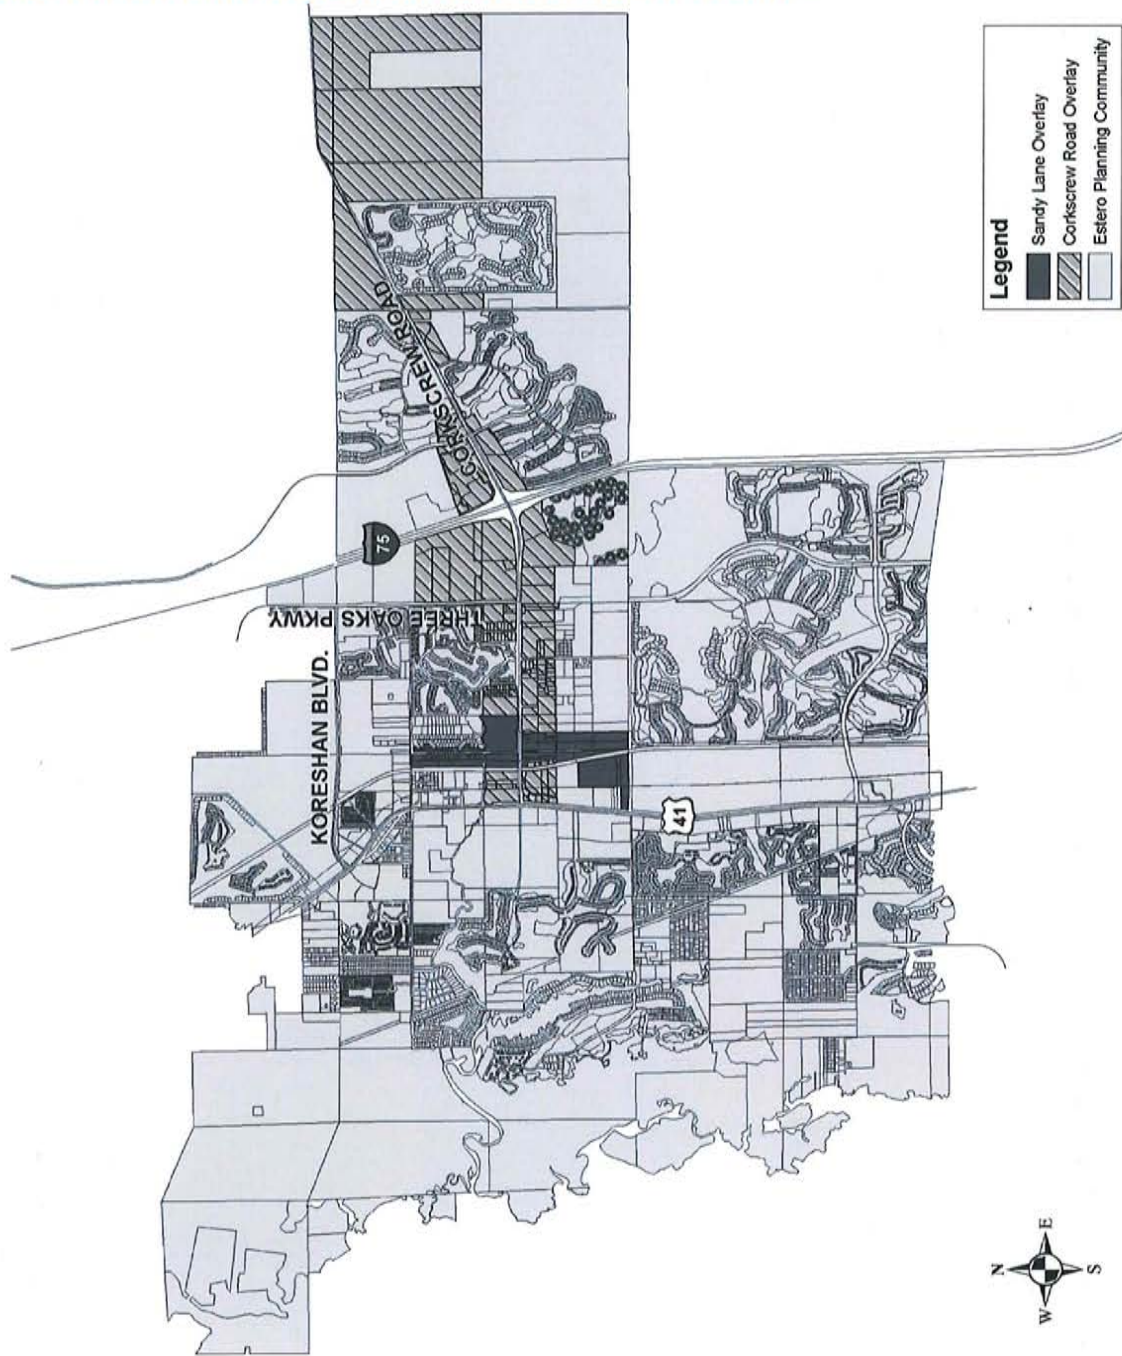 KORESHAN BLVD.
THREE OAKS PKWY.
75
E CORKSCREW ROAD
41
Legend
Sandy Lane Overlay
Corkscrew Road Overlay
Estero Planning Community
N
W
E
S